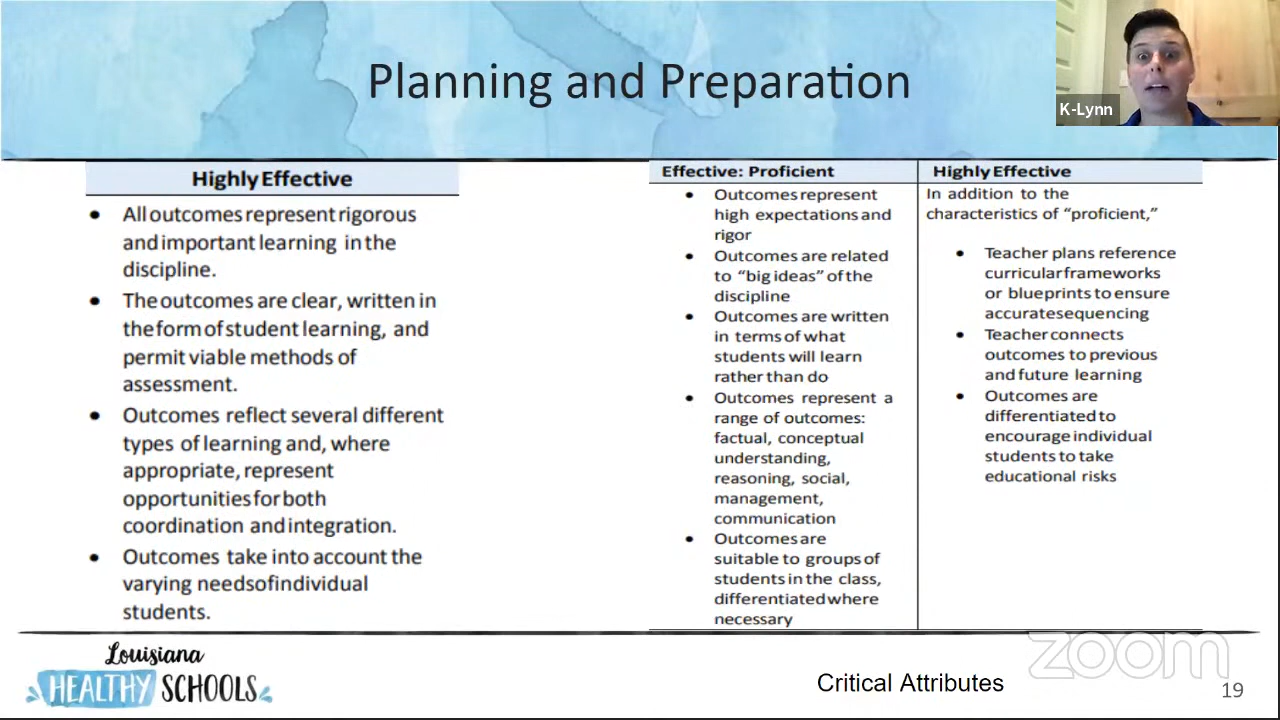 Planning and Preparation
K-Lynn
Highly Effective
All outcomes represent rigorous
and important learning in the
discipline.
The outcomes are clear, written in
the form of student learning, and
permit viable methods of
assessment.
Outcomes reflect several different
types of learning and, where
appropriate, represent
opportunities for both
coordination and integration.
Outcomes take into account the
varying needs of individual
students.
Effective: Proficient
Outcomes represent
high expectations and
rigor
Outcomes are related
to “big ideas” of the
discipline
Outcomes are written
in terms of what
students will learn
rather than do
Outcomes represent a
range of outcomes:
factual, conceptual
understanding,
reasoning, social,
management,
communication
Outcomes are
suitable to groups of
students in the class,
differentiated where
necessary
Highly Effective
In addition to the
characteristics of “proficient,”
Teacher plans reference
curricular frameworks
or blueprints to ensure
accurate sequencing
Teacher connects
outcomes to previous
and future learning
Outcomes are
differentiated to
encourage individual
students to take
educational risks
Louisiana
HEALTHY SCHOOLS
Critical Attributes
zoom
19